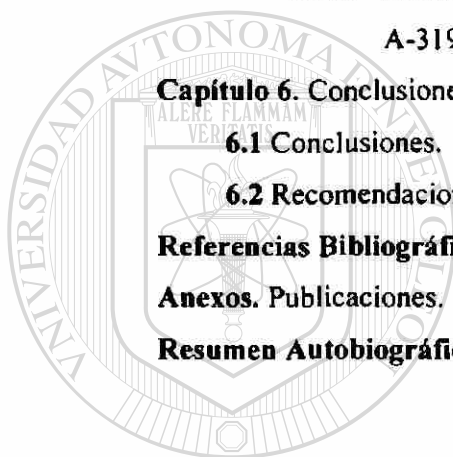 A-319
Capítulo 6. Conclusione
6.1 Conclusiones.
6.2 Recomendacio
Referencias Bibliográfi
Anexos. Publicaciones.
Resumen Autobiográfi
ALERE FLAMMAM
VERITATIS